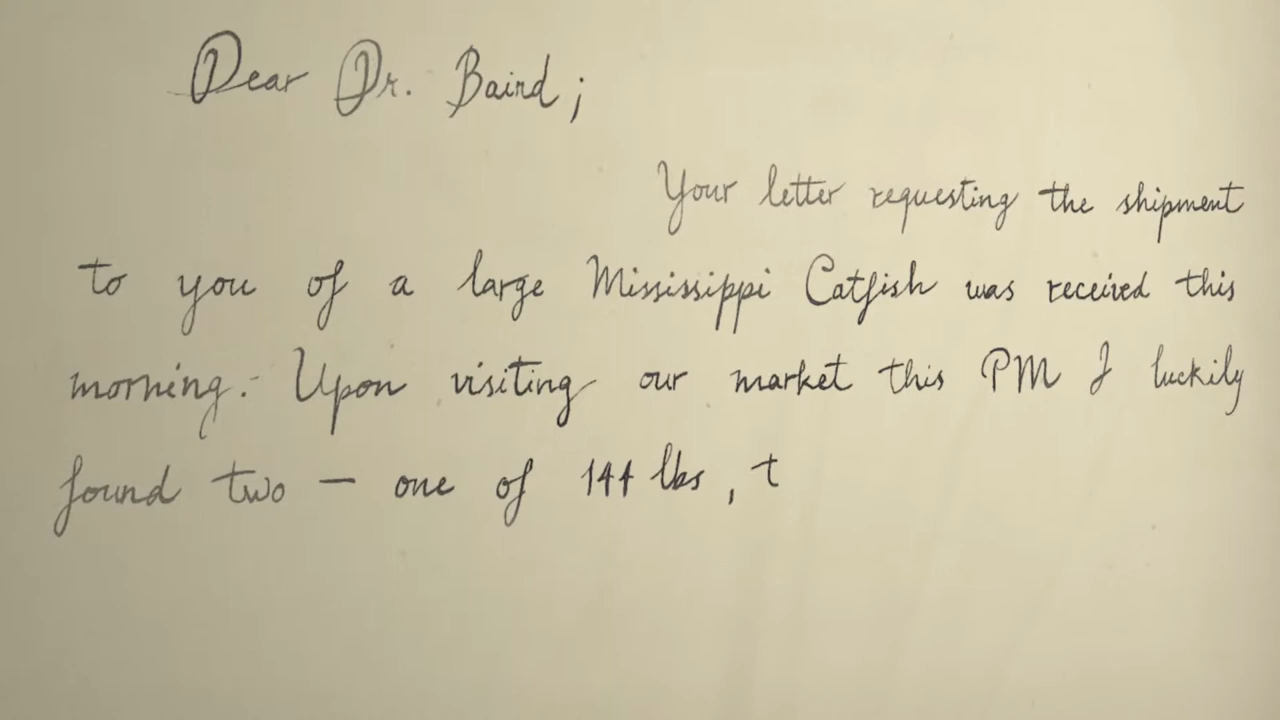 Dear Dr. Baird;
Your letter requesting the shipment
to you of a large Mississippi Catfish was received this
morning.- Upon visiting our market this PM I luckily
found two — one of 144 lbs, t